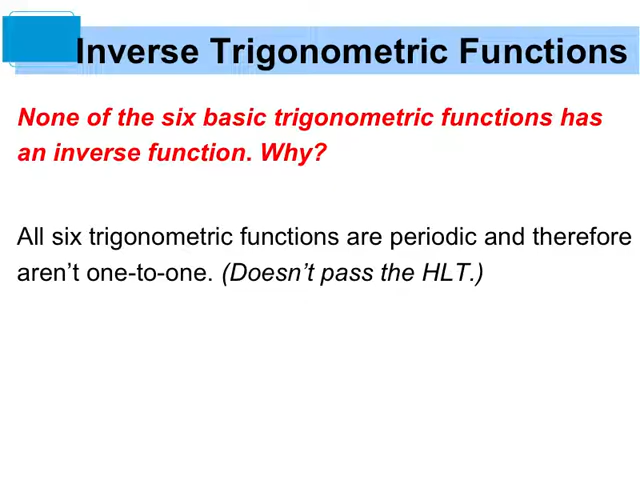 Inverse Trigonometric Functions
None of the six basic trigonometric functions has
an inverse function. Why?
All six trigonometric functions are periodic and therefore
aren’t one-to-one. (Doesn’t pass the HLT.)